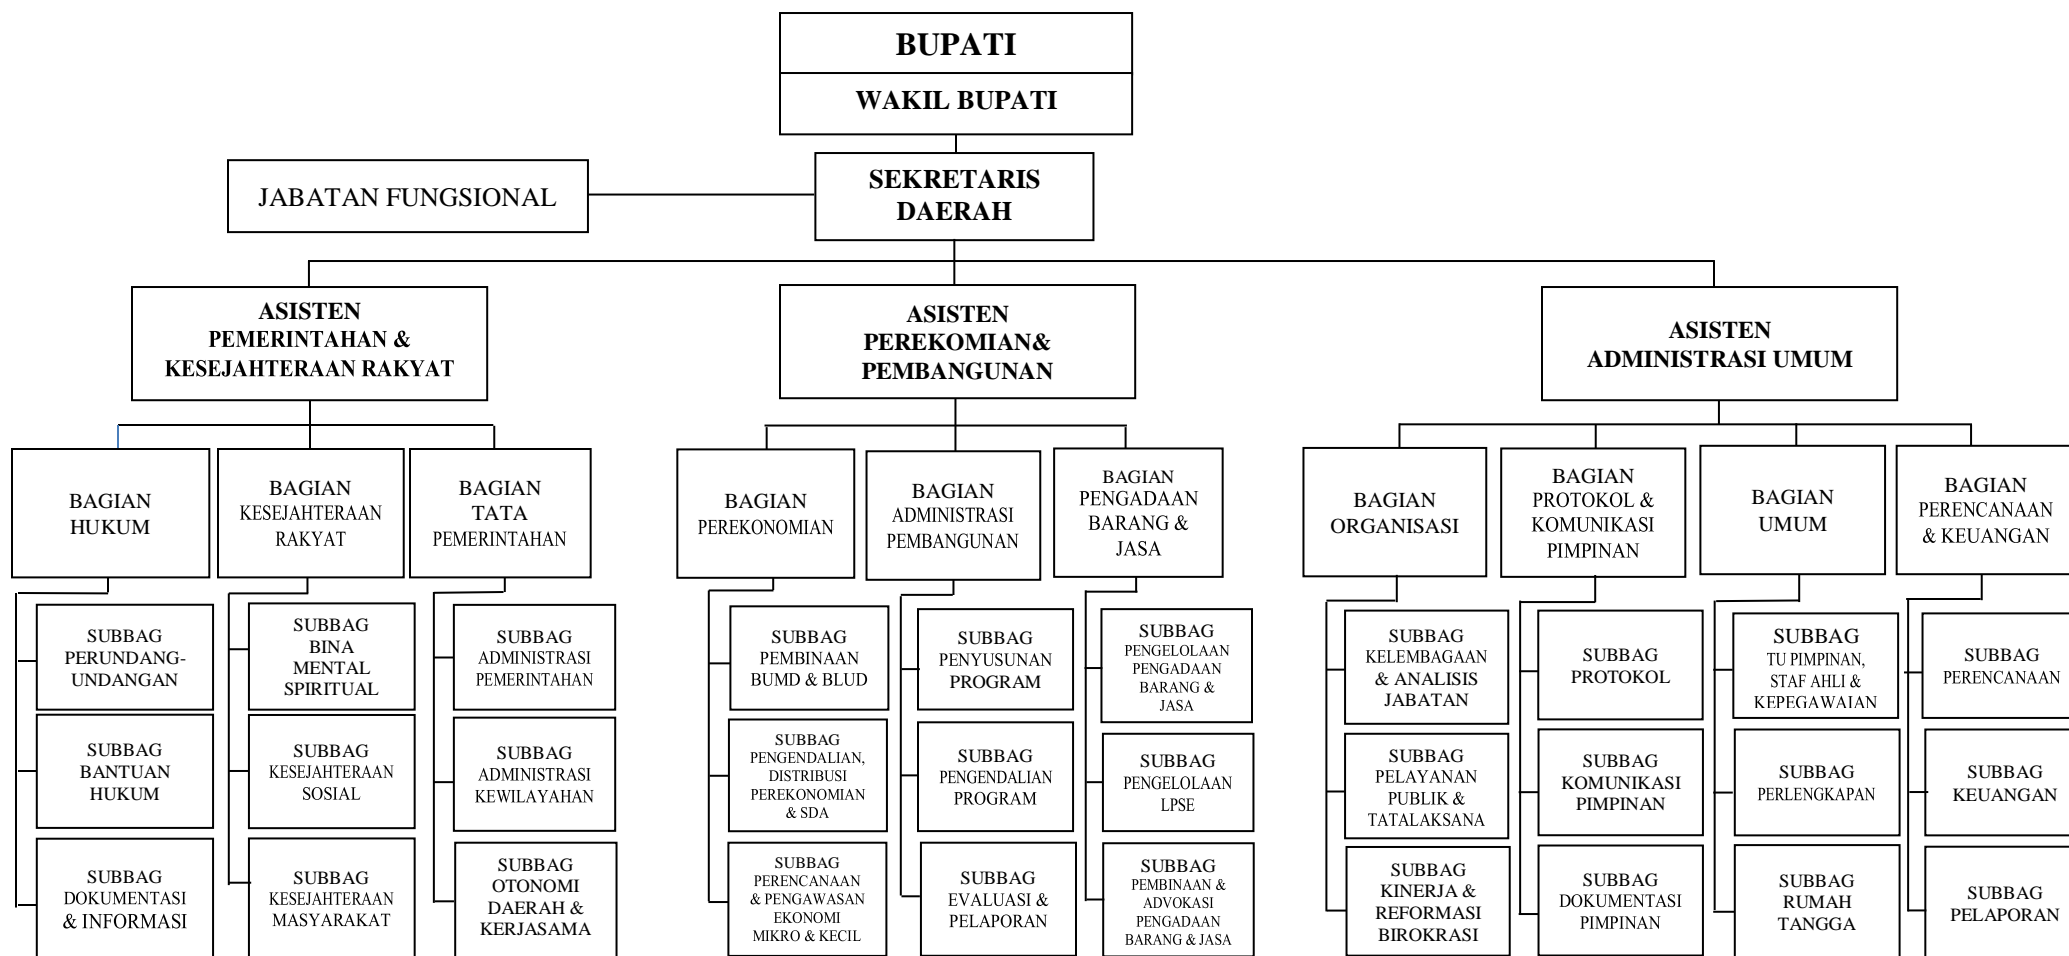 BUPATI
WAKIL BUPATI
JABATAN FUNGSIONAL
SEKRETARIS
DAERAH
ASISTEN
PEMERINTAHAN &
KESEJAHTERAAN RAKYAT
ASISTEN
PEREKOMIAN&
PEMBANGUNAN
ASISTEN
ADMINISTRASI UMUM
BAGIAN
HUKUM
BAGIAN
KESEJAHTERAAN
RAKYAT
BAGIAN
TATA
PEMERINTAHAN
BAGIAN
PEREKONOMIAN
BAGIAN
ADMINISTRASI
PEMBANGUNAN
BAGIAN
PENGADAAN
BARANG &
JASA
BAGIAN
ORGANISASI
BAGIAN
PROTOKOL &
KOMUNIKASI
PIMPINAN
BAGIAN
UMUM
BAGIAN
PERENCANAAN
& KEUANGAN
SUBBAG
PERUNDANG-
UNDANGAN
SUBBAG
BINA
MENTAL
SPIRITUAL
SUBBAG
ADMINISTRASI
PEMERINTAHAN
SUBBAG
PEMBINAAN
BUMD & BLUD
SUBBAG
PENYUSUNAN
PROGRAM
SUBBAG
PENGELOLAAN
PENGADAAN
BARANG &
JASA
SUBBAG
KELEMBAGAAN
& ANALISIS
JABATAN
SUBBAG
PROTOKOL
SUBBAG
TU PIMPINAN,
STAF AHLI &
KEPEGAWAIAN
SUBBAG
PERENCANAAN
SUBBAG
BANTUAN
HUKUM
SUBBAG
KESEJAHTERAAN
SOSIAL
SUBBAG
ADMINISTRASI
KEWILAYAHAN
SUBBAG
PENGENDALIAN,
DISTRIBUSI
PEREKONOMIAN
& SDA
SUBBAG
PENGENDALIAN
PROGRAM
SUBBAG
PENGELOLAAN
LPSE
SUBBAG
PELAYANAN
PUBLIK &
TATALAKSANA
SUBBAG
KOMUNIKASI
PIMPINAN
SUBBAG
PERLENGKAPAN
SUBBAG
KEUANGAN
SUBBAG
DOKUMENTASI
& INFORMASI
SUBBAG
KESEJAHTERAAN
MASYARAKAT
SUBBAG
OTONOMI
DAERAH &
KERJASAMA
SUBBAG
PERENCANAAN
& PENGAWASAN
EKONOMI
MIKRO & KECIL
SUBBAG
EVALUASI &
PELAPORAN
SUBBAG
PEMBINAAN &
ADVOKASI
PENGADAAN
BARANG & JASA
SUBBAG
KINERJA &
REFORMASI
BIROKRASI
SUBBAG
DOKUMENTASI
PIMPINAN
SUBBAG
RUMAH
TANGGA
SUBBAG
PELAPORAN